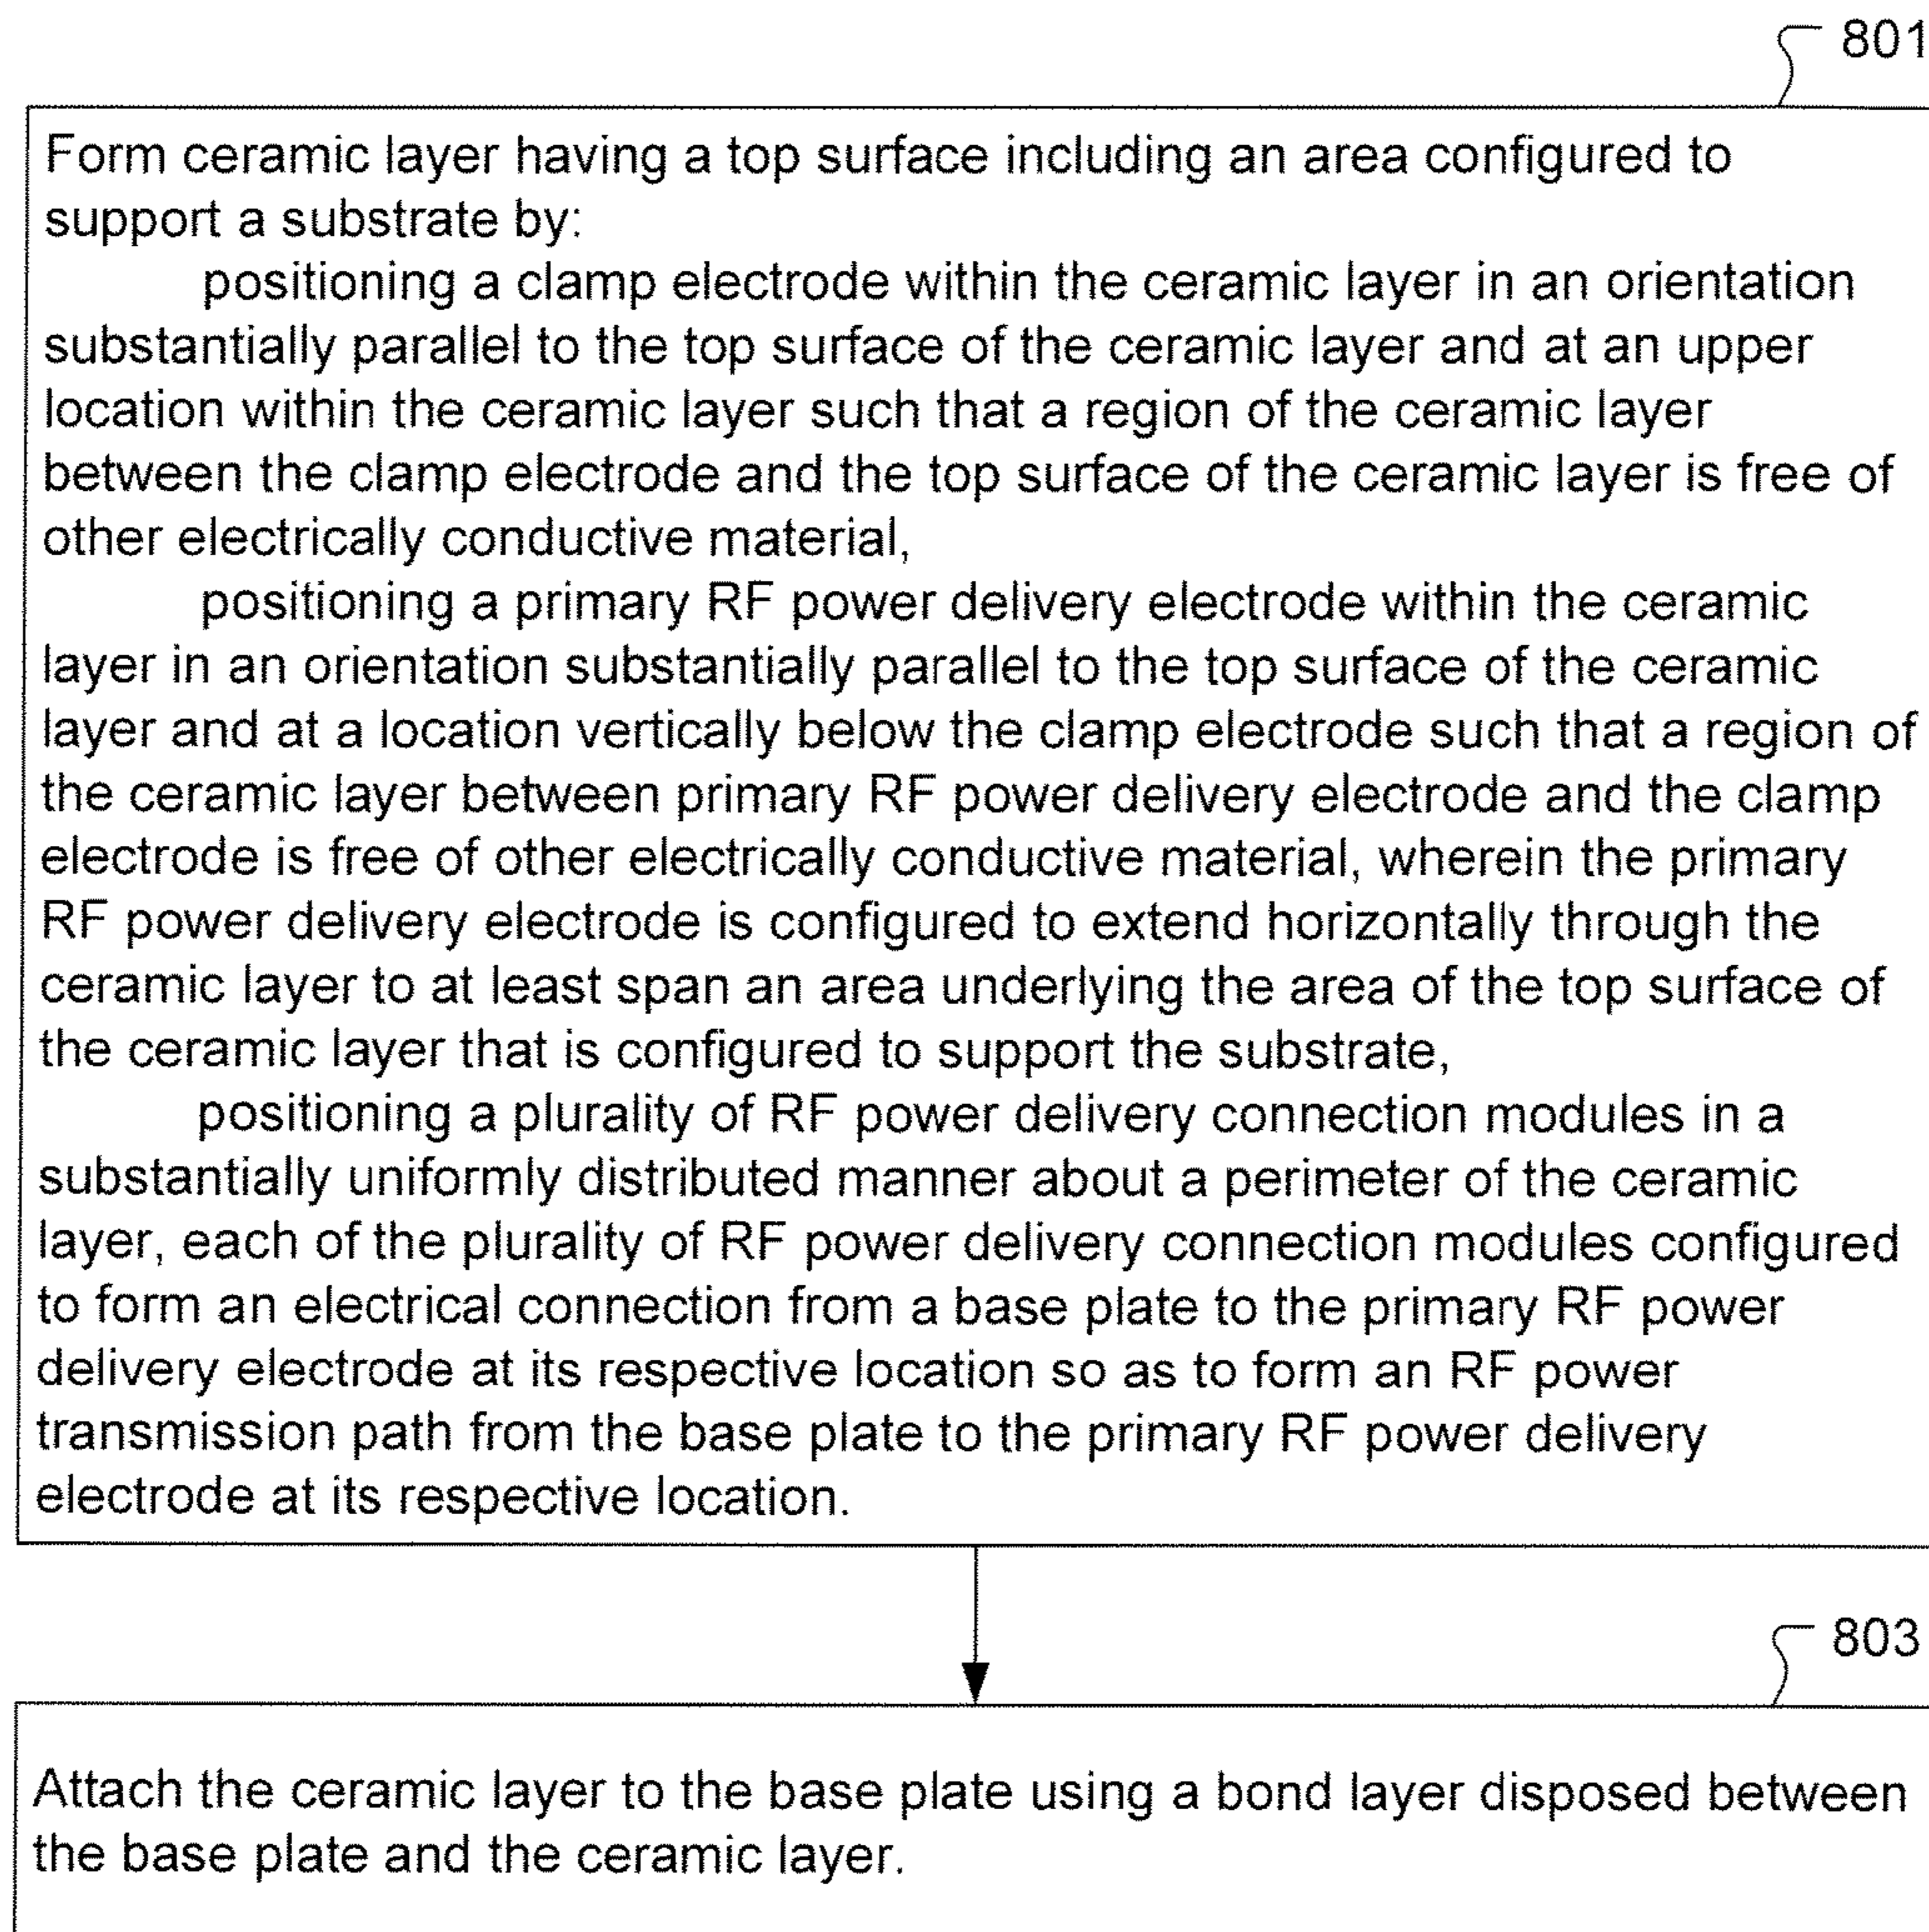 801
Form ceramic layer having a top surface including an area configured to
support a substrate by:
positioning a clamp electrode within the ceramic layer in an orientation
substantially parallel to the top surface of the ceramic layer and at an upper
location within the ceramic layer such that a region of the ceramic layer
between the clamp electrode and the top surface of the ceramic layer is free of
other electrically conductive material,
positioning a primary RF power delivery electrode within the ceramic
layer in an orientation substantially parallel to the top surface of the ceramic
layer and at a location vertically below the clamp electrode such that a region of
the ceramic layer between primary RF power delivery electrode and the clamp
electrode is free of other electrically conductive material, wherein the primary
RF power delivery electrode is configured to extend horizontally through the
ceramic layer to at least span an area underlying the area of the top surface of
the ceramic layer that is configured to support the substrate,
positioning a plurality of RF power delivery connection modules in a
substantially uniformly distributed manner about a perimeter of the ceramic
layer, each of the plurality of RF power delivery connection modules configured
to form an electrical connection from a base plate to the primary RF power
delivery electrode at its respective location so as to form an RF power
transmission path from the base plate to the primary RF power delivery
electrode at its respective location.
803
Attach the ceramic layer to the base plate using a bond layer disposed between
the base plate and the ceramic layer.